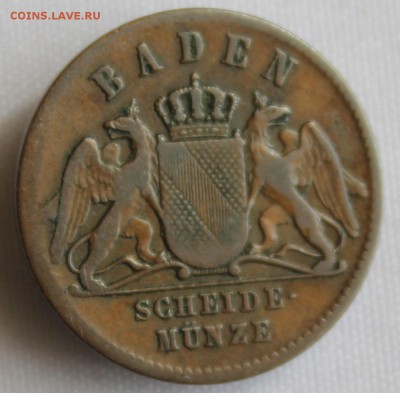 COINS.LAVE.RU
BADEN
SCHEIDE-
MÜNZE